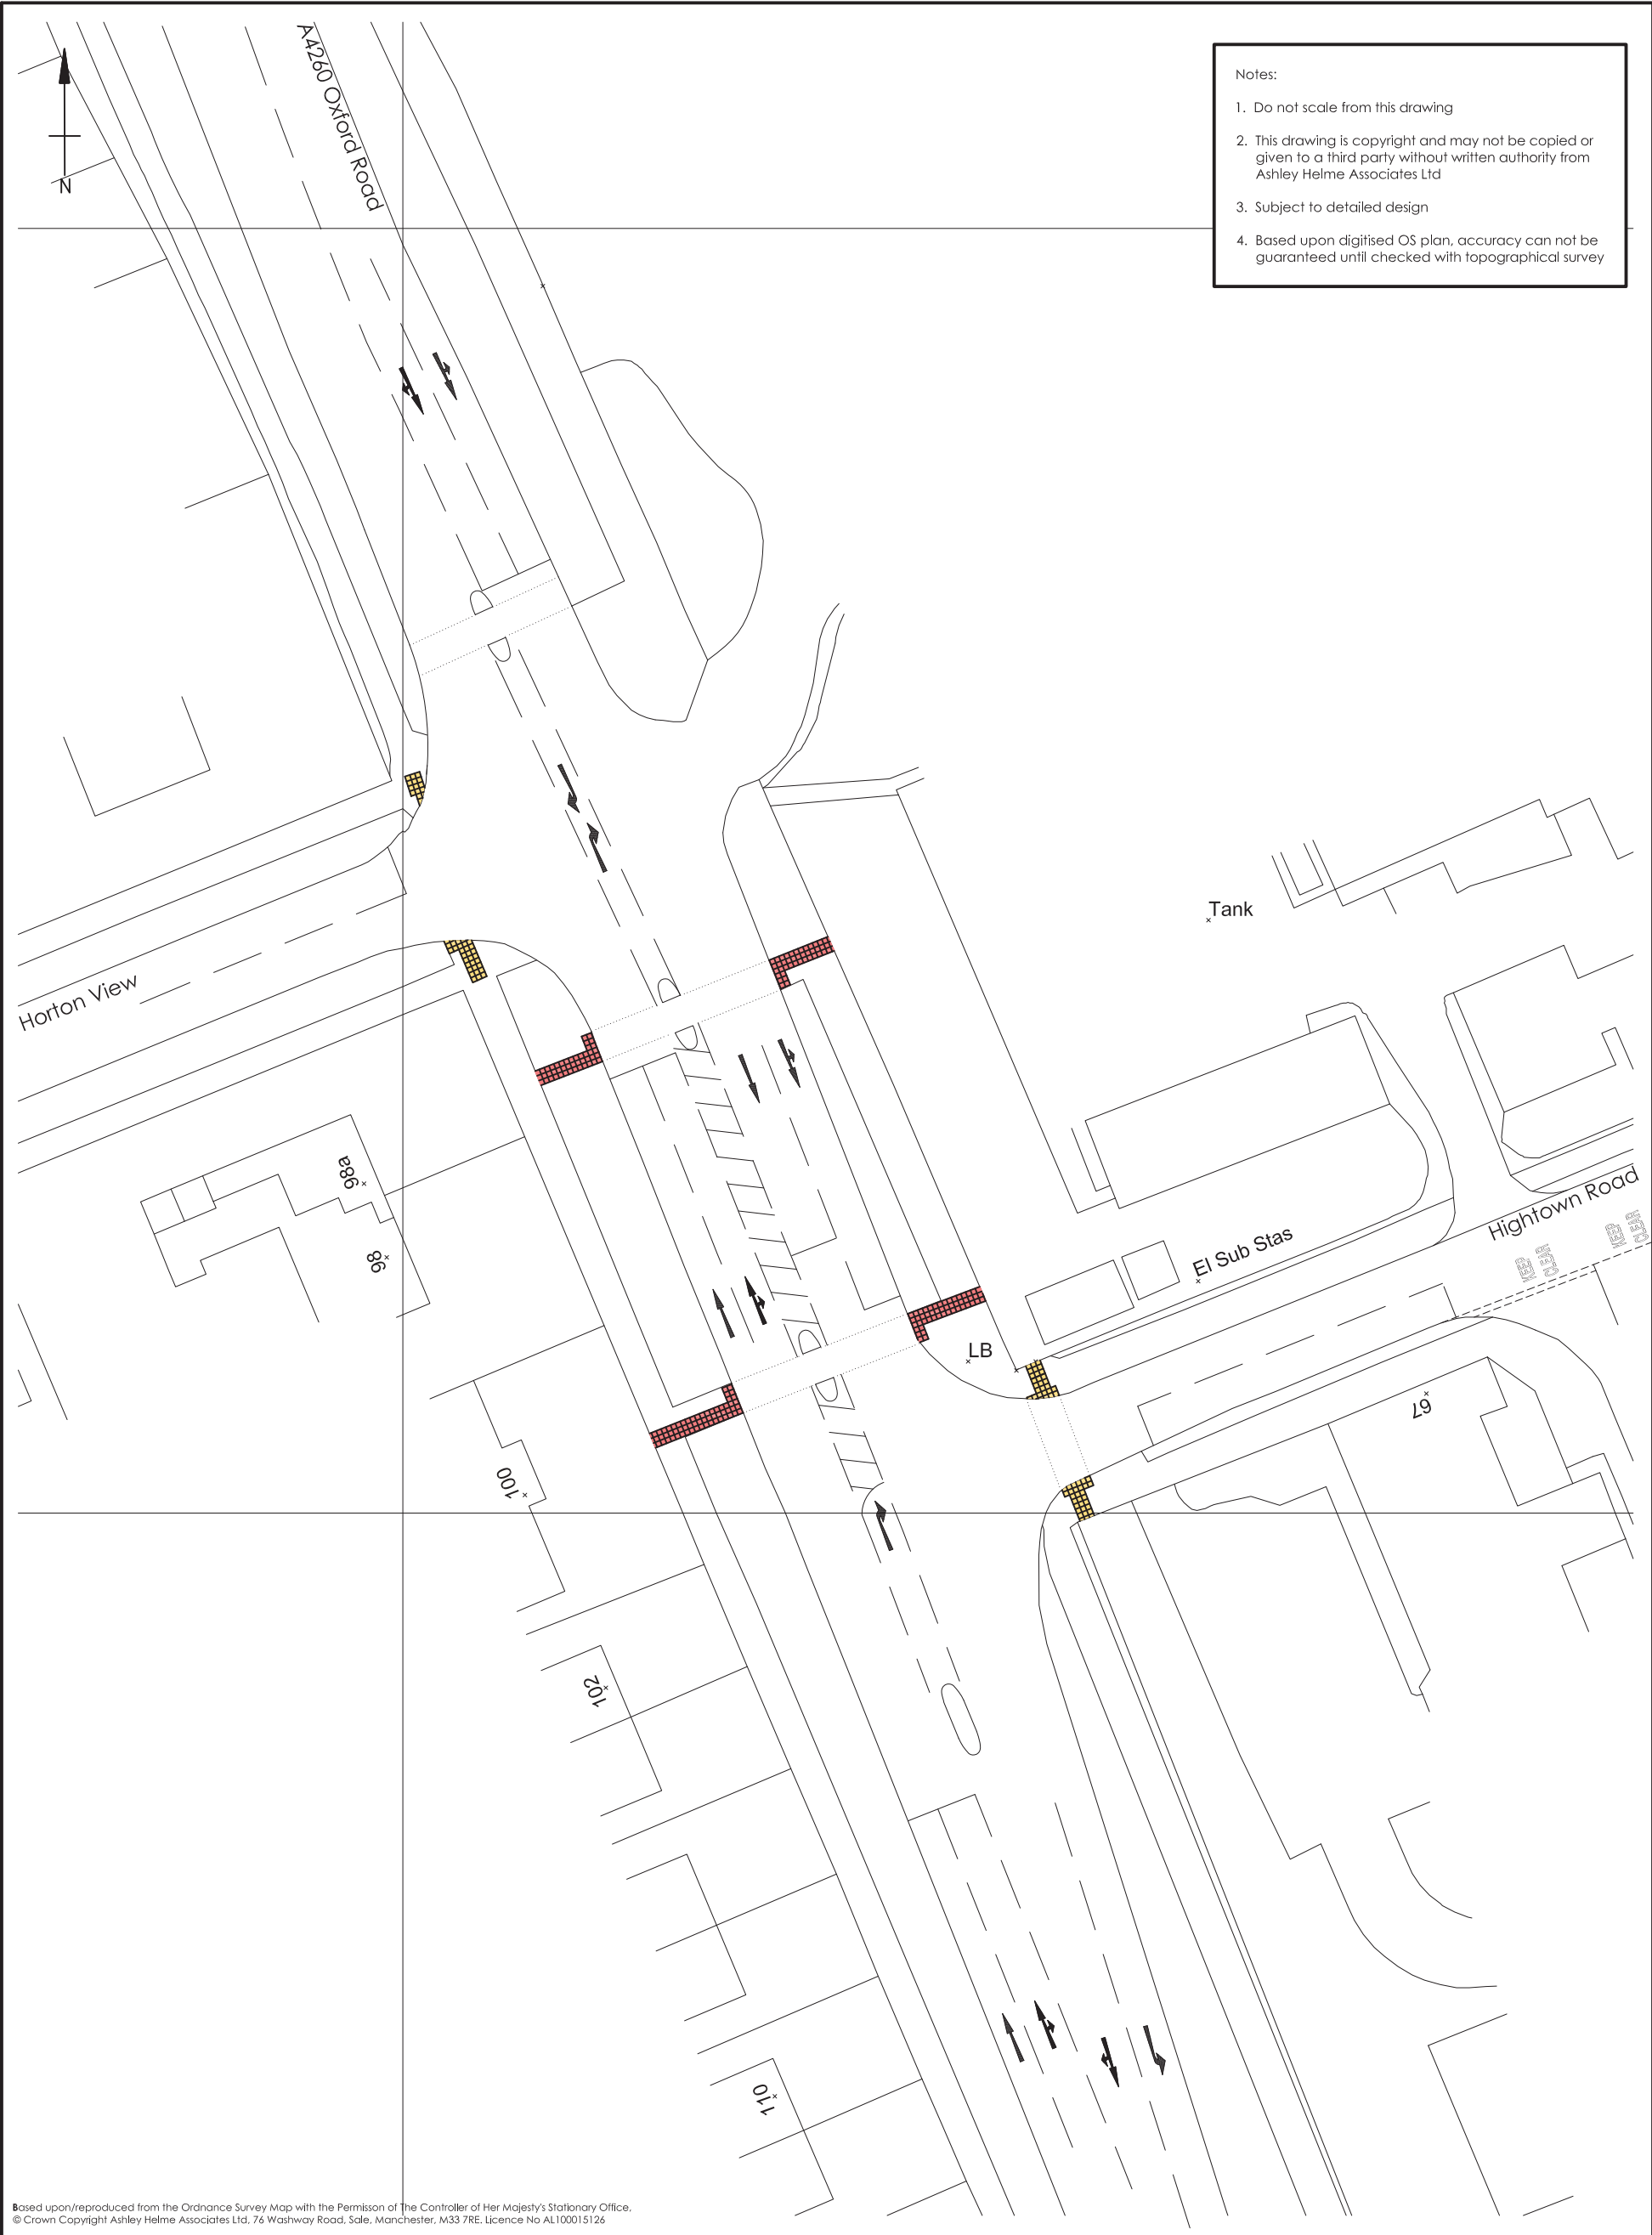 A4260 Oxford Road
N
Notes:
1. Do not scale from this drawing
2. This drawing is copyright and may not be copied or
given to a third party without written authority from
Ashley Helme Associates Ltd
3. Subject to detailed design
4. Based upon digitised OS plan, accuracy can not be
guaranteed until checked with topographical survey
Tank
Horton View
98a
98
El Sub Stas
Hightown Road
KEEP
CLEAR
KEEP
CLEAR
LB
67
100
102
110
Based upon/reproduced from the Ordnance Survey Map with the Permisson of The Controller of Her Majesty's Stationary Office,
© Crown Copyright Ashley Helme Associates Ltd, 76 Washway Road, Sale, Manchester, M33 7RE. Licence No AL100015126